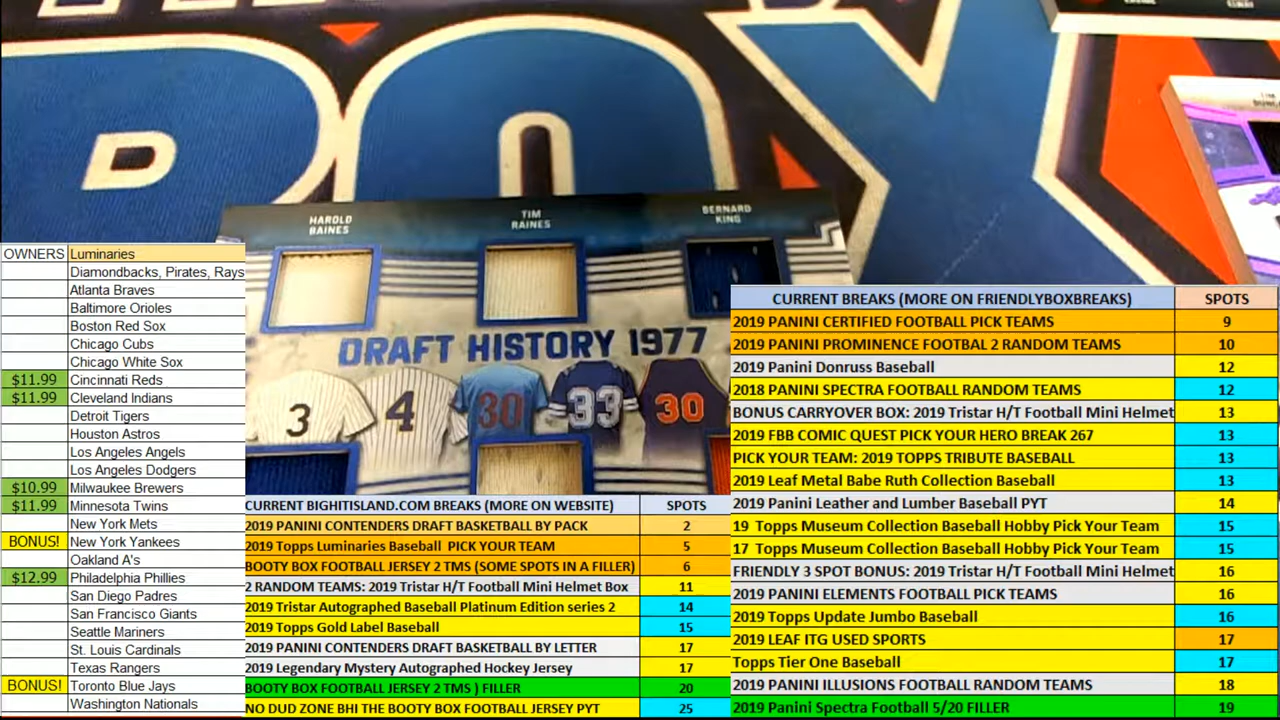 BOX
HAROLD
BAINES
TIM
RAINES
BERNARD
KING
DRAFT HISTORY 1977
3
4
30
33
30
OWNERS Luminaries
Diamondbacks, Pirates, Rays
Atlanta Braves
Baltimore Orioles
Boston Red Sox
Chicago Cubs
Chicago White Sox
$11.99 Cincinnati Reds
$11.99 Cleveland Indians
Detroit Tigers
Houston Astros
Los Angeles Angels
Los Angeles Dodgers
$10.99 Milwaukee Brewers
$11.99 Minnesota Twins
New York Mets
BONUS! New York Yankees
Oakland A's
$12.99 Philadelphia Phillies
San Diego Padres
San Francisco Giants
Seattle Mariners
St. Louis Cardinals
Texas Rangers
BONUS! Toronto Blue Jays
Washington Nationals
CURRENT BIGHITISLAND.COM BREAKS (MORE ON WEBSITE) SPOTS
2019 PANINI CONTENDERS DRAFT BASKETBALL BY PACK 2
2019 Topps Luminaries Baseball PICK YOUR TEAM 5
BOOTY BOX FOOTBALL JERSEY 2 TMS (SOME SPOTS IN A FILLER) 6
2 RANDOM TEAMS: 2019 Tristar H/T Football Mini Helmet Box 11
2019 Tristar Autographed Baseball Platinum Edition series 2 14
2019 Topps Gold Label Baseball 15
2019 PANINI CONTENDERS DRAFT BASKETBALL BY LETTER 17
2019 Legendary Mystery Autographed Hockey Jersey 17
BOOTY BOX FOOTBALL JERSEY 2 TMS ) FILLER 20
NO DUD ZONE BHI THE BOOTY BOX FOOTBALL JERSEY PYT 25
CURRENT BREAKS (MORE ON FRIENDLYBOXBREAKS) SPOTS
2019 PANINI CERTIFIED FOOTBALL PICK TEAMS 9
2019 PANINI PROMINENCE FOOTBAL 2 RANDOM TEAMS 10
2019 Panini Donruss Baseball 12
2018 PANINI SPECTRA FOOTBALL RANDOM TEAMS 12
BONUS CARRYOVER BOX: 2019 Tristar H/T Football Mini Helmet 13
2019 FBB COMIC QUEST PICK YOUR HERO BREAK 267 13
PICK YOUR TEAM: 2019 TOPPS TRIBUTE BASEBALL 13
2019 Leaf Metal Babe Ruth Collection Baseball 13
2019 Panini Leather and Lumber Baseball PYT 14
19 Topps Museum Collection Baseball Hobby Pick Your Team 15
17 Topps Museum Collection Baseball Hobby Pick Your Team 15
FRIENDLY 3 SPOT BONUS: 2019 Tristar H/T Football Mini Helmet 16
2019 PANINI ELEMENTS FOOTBALL PICK TEAMS 16
2019 Topps Update Jumbo Baseball 16
2019 LEAF ITG USED SPORTS 17
Topps Tier One Baseball 17
2019 PANINI ILLUSIONS FOOTBALL RANDOM TEAMS 18
2019 Panini Spectra Football 5/20 FILLER 19